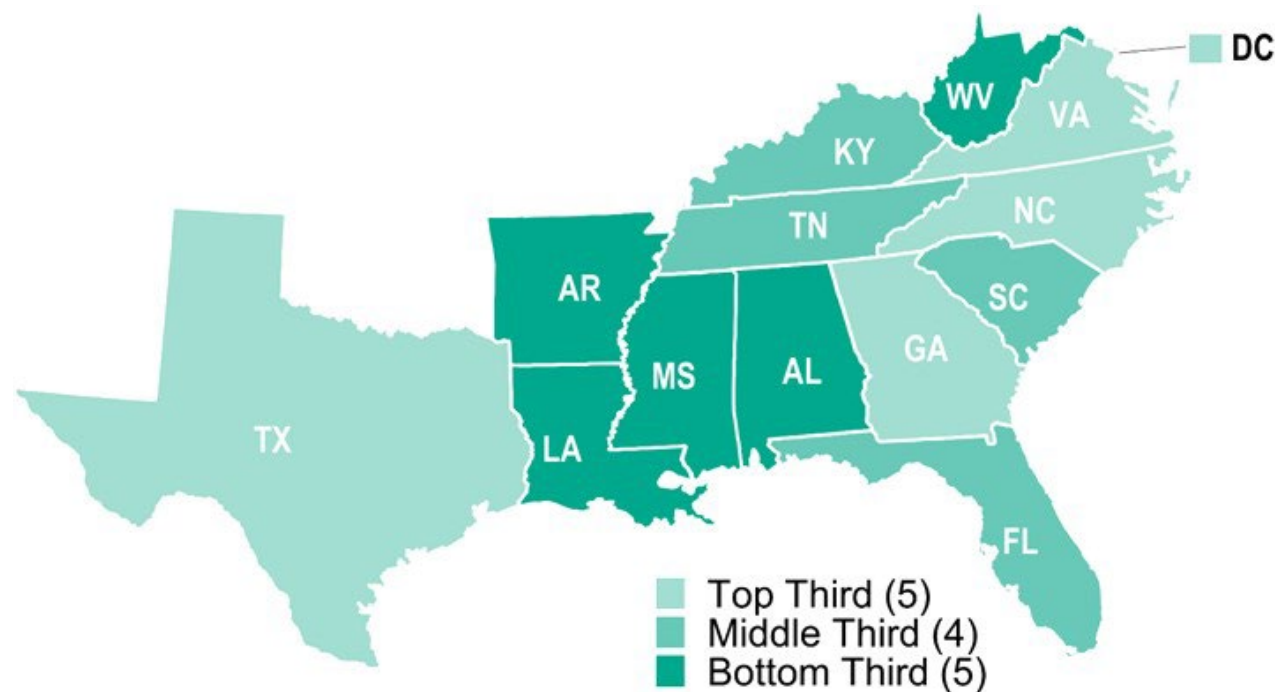 DC
WV
VA
KY
NC
TN
AR
SC
GA
MS
AL
TX
LA
FL
Top Third (5)
Middle Third (4)
Bottom Third (5)